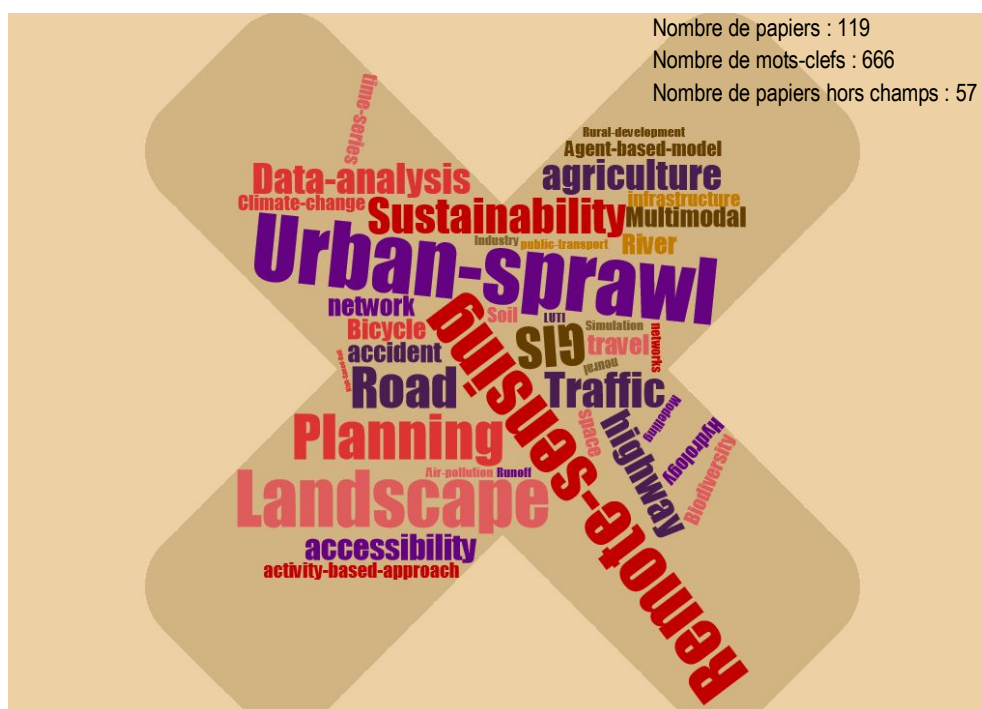 Nombre de papiers : 119
Nombre de mots-clefs : 666
Nombre de papiers hors champs : 57
time-series
Rural-development
Agent-based-model
Data-analysis
agriculture
Climate-change
infrastructure
Sustainability
Multimodal
Industry
public-transport
River
Urban-sprawl
network
Soil
LUTI
Simulation
Bicycle
GIS
travel
networks
accident
neural
Road
Remote-sensing
Traffic
space
Modelling
Planning
highway
Hydrology
Biodiversity
Air-pollution
Runoff
Landscape
accessibility
activity-based-approach